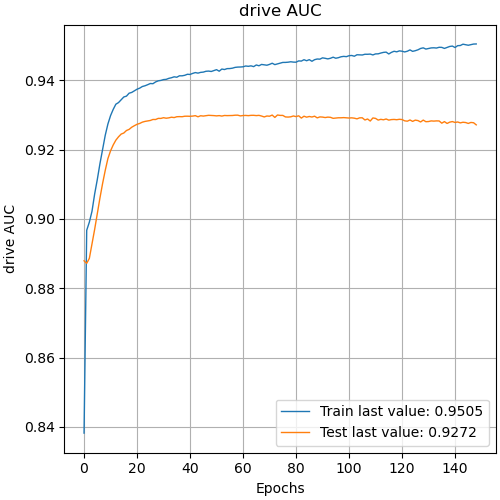 drive AUC
drive AUC
0.94
0.92
0.90
0.88
0.86
0.84
0 20 40 60 80 100 120 140
Epochs
Train last value: 0.9505
Test last value: 0.9272